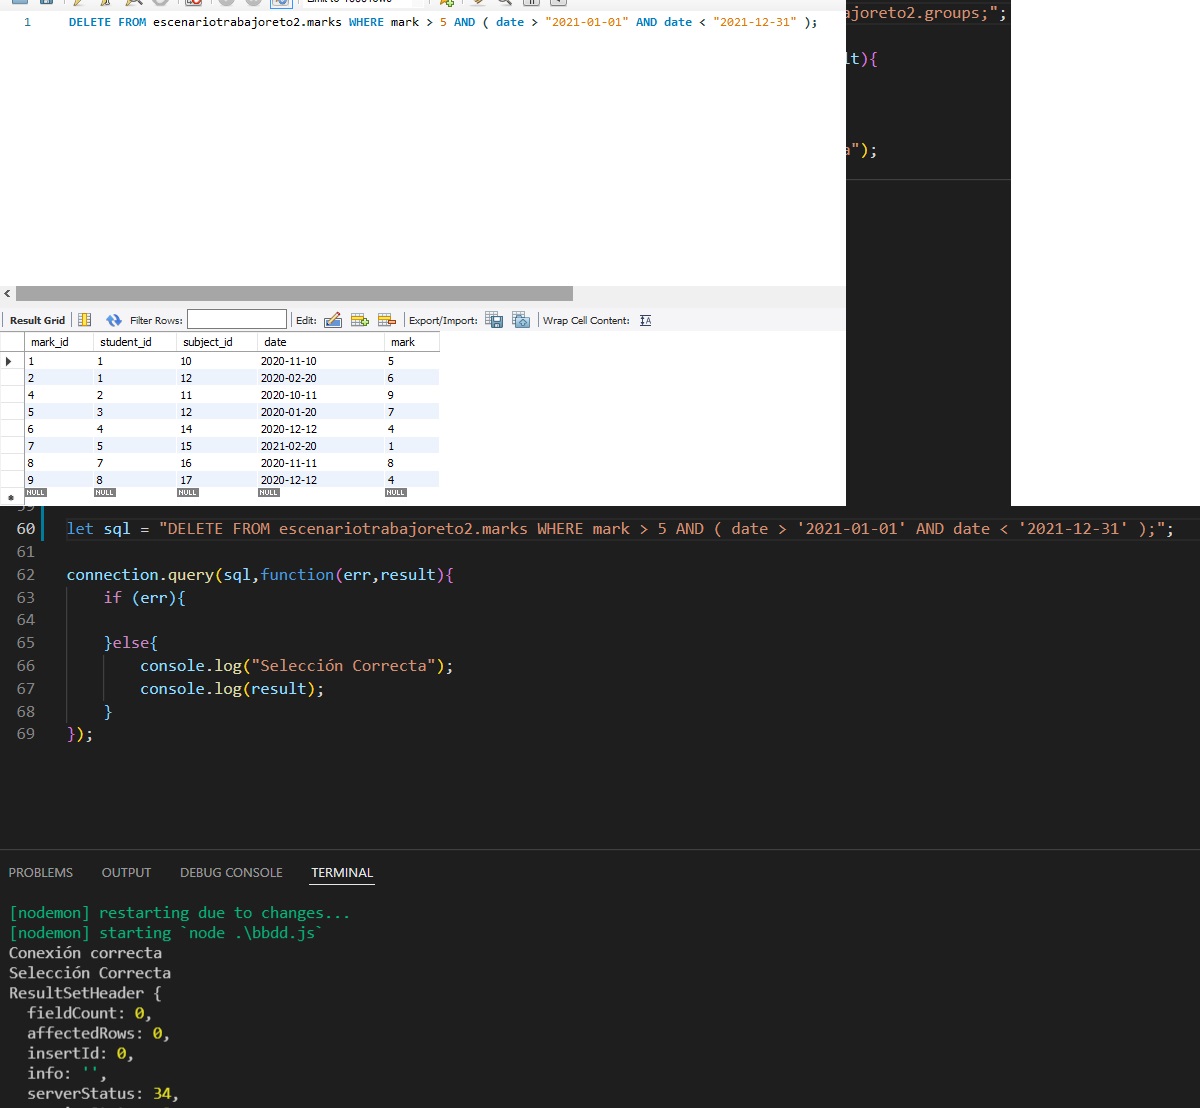 1 DELETE FROM escenariotrabajoreto2.marks WHERE mark > 5 AND ( date > "2021-01-01" AND date < "2021-12-31" );
ajoreto2.groups;";
lt){
a");
Result Grid Filter Rows: Edit: Export/Import: Wrap Cell Content:
mark_id student_id subject_id date mark
1 1 10 2020-11-10 5
2 1 12 2020-02-20 6
4 2 11 2020-10-11 9
5 3 12 2020-01-20 7
6 4 14 2020-12-12 4
7 5 15 2021-02-20 1
8 7 16 2020-11-11 8
9 8 17 2020-12-12 4
NULL NULL NULL NULL NULL
59
60 let sql = "DELETE FROM escenariotrabajoreto2.marks WHERE mark > 5 AND ( date > '2021-01-01' AND date < '2021-12-31' );";
61
62 connection.query(sql,function(err,result){
63 if (err){
64
65 }else{
66 console.log("Selección Correcta");
67 console.log(result);
68 }
69 });
PROBLEMS OUTPUT DEBUG CONSOLE TERMINAL
[nodemon] restarting due to changes...
[nodemon] starting `node .\bbdd.js`
Conexión correcta
Selección Correcta
ResultSetHeader {
fieldCount: 0,
affectedRows: 0,
insertId: 0,
info: '',
serverStatus: 34,